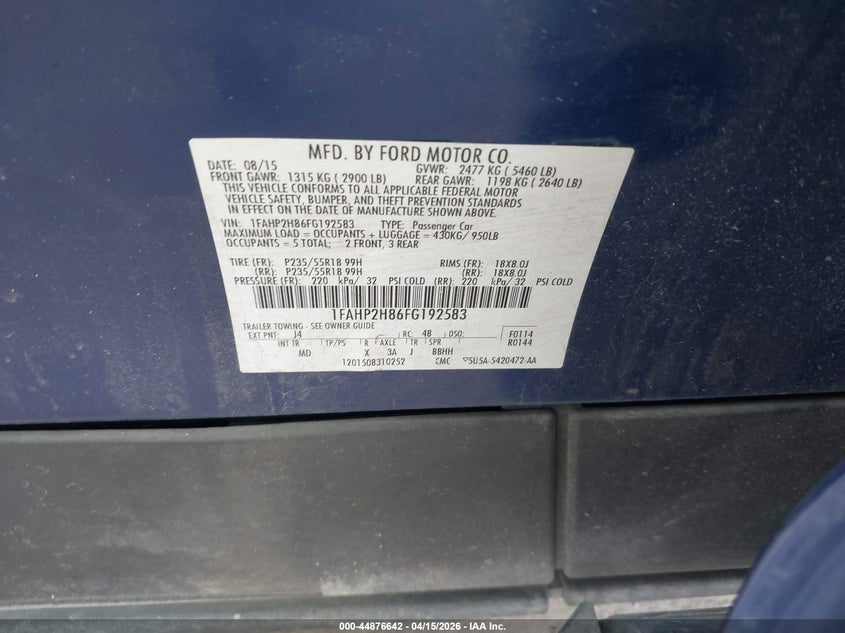 MFD. BY FORD MOTOR CO.
DATE: 08/15 GVWR: 2477 KG ( 5460 LB)
FRONT GAWR: 1315 KG ( 2900 LB) REAR GAWR: 1198 KG ( 2640 LB)
THIS VEHICLE CONFORMS TO ALL APPLICABLE FEDERAL MOTOR
VEHICLE SAFETY, BUMPER, AND THEFT PREVENTION STANDARDS
IN EFFECT ON THE DATE OF MANUFACTURE SHOWN ABOVE.
VIN: 1FAHP2H86FG192583 TYPE: Passenger Car
MAXIMUM LOAD = OCCUPANTS + LUGGAGE = 430KG/ 950LB
OCCUPANTS = 5 TOTAL; 2 FRONT, 3 REAR
TIRE (FR): P235/55R18 99H RIMS (FR): 18X8.0J
(RR): P235/55R18 99H (RR): 18X8.0J
PRESSURE (FR): 220 kPa/ 32 PSI COLD (RR): 220 kPa/ 32 PSI COLD
1FAHP2H86FG192583
TRAILER TOWING - SEE OWNER GUIDE
EXT PNT: J4 RC: 48 DSO: F0114
R0144
INT TR TP/PS R AXLE TR SPR
MD X 3A J BBHH
1201508310252 CMC 5U5A-5420472-AA
000-44876642 - 04/15/2026 - IAA Inc.